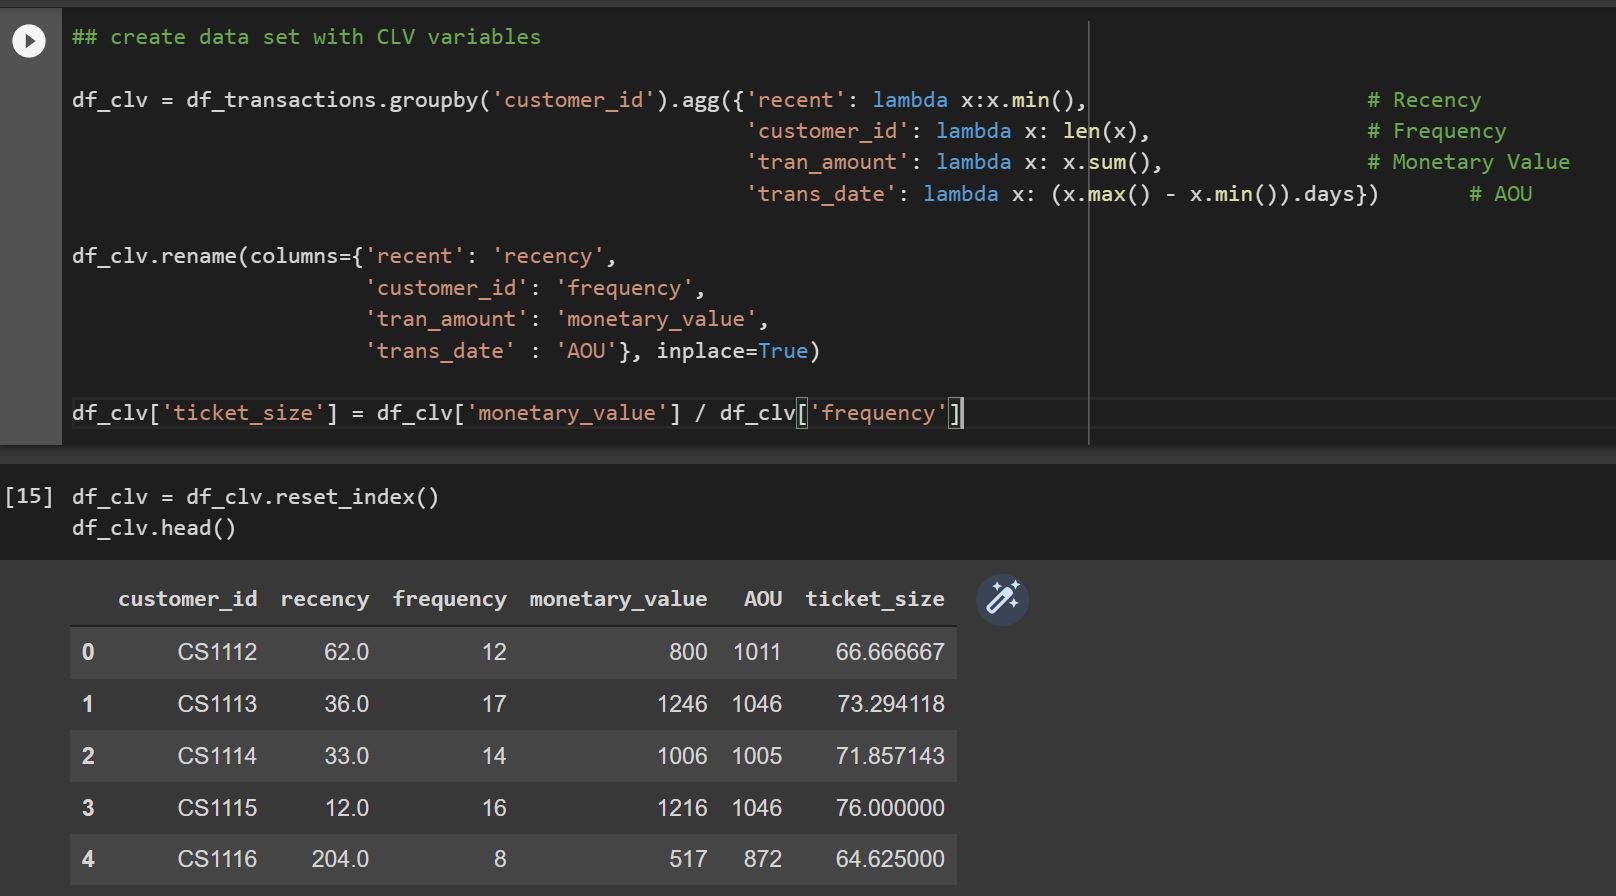 ## create data set with CLV variables
df_clv = df_transactions.groupby('customer_id').agg({'recent': lambda x:x.min(), # Recency
'customer_id': lambda x: len(x), # Frequency
'tran_amount': lambda x: x.sum(), # Monetary Value
'trans_date': lambda x: (x.max() - x.min()).days}) # AOU
df_clv.rename(columns={'recent': 'recency',
'customer_id': 'frequency',
'tran_amount': 'monetary_value',
'trans_date' : 'AOU'}, inplace=True)
df_clv['ticket_size'] = df_clv['monetary_value'] / df_clv['frequency']
[15] df_clv = df_clv.reset_index()
df_clv.head()
customer_id recency frequency monetary_value AOU ticket_size
0 CS1112 62.0 12 800 1011 66.666667
1 CS1113 36.0 17 1246 1046 73.294118
2 CS1114 33.0 14 1006 1005 71.857143
3 CS1115 12.0 16 1216 1046 76.000000
4 CS1116 204.0 8 517 872 64.625000